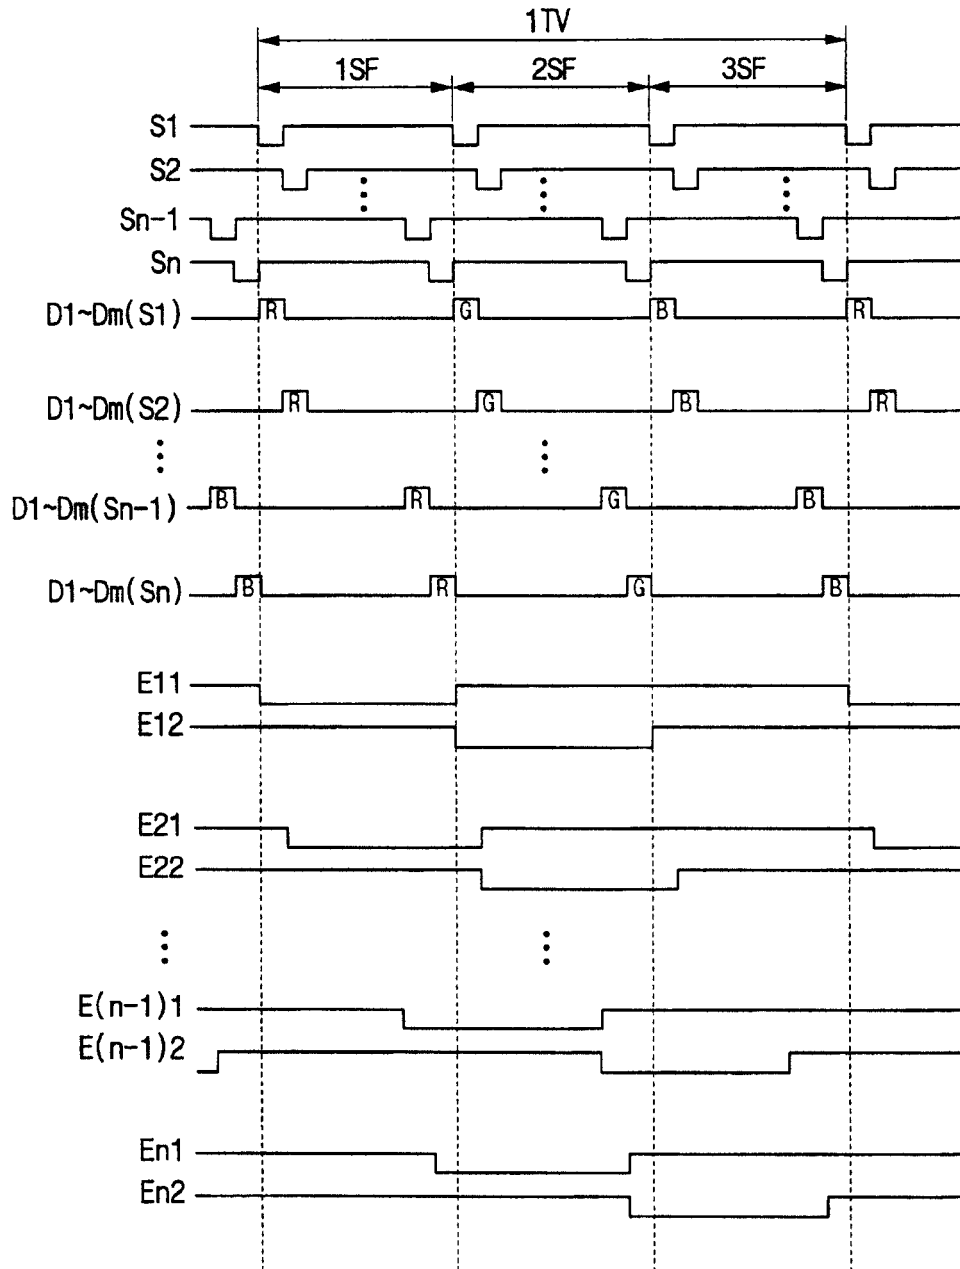 1TV
1SF 2SF 3SF
S1
S2
Sn-1
Sn
D1~Dm(S1) R G B R
D1~Dm(S2) R G B R
D1~Dm(Sn-1) B R G B
D1~Dm(Sn) B R G B
E11
E12
E21
E22
E(n-1)1
E(n-1)2
En1
En2